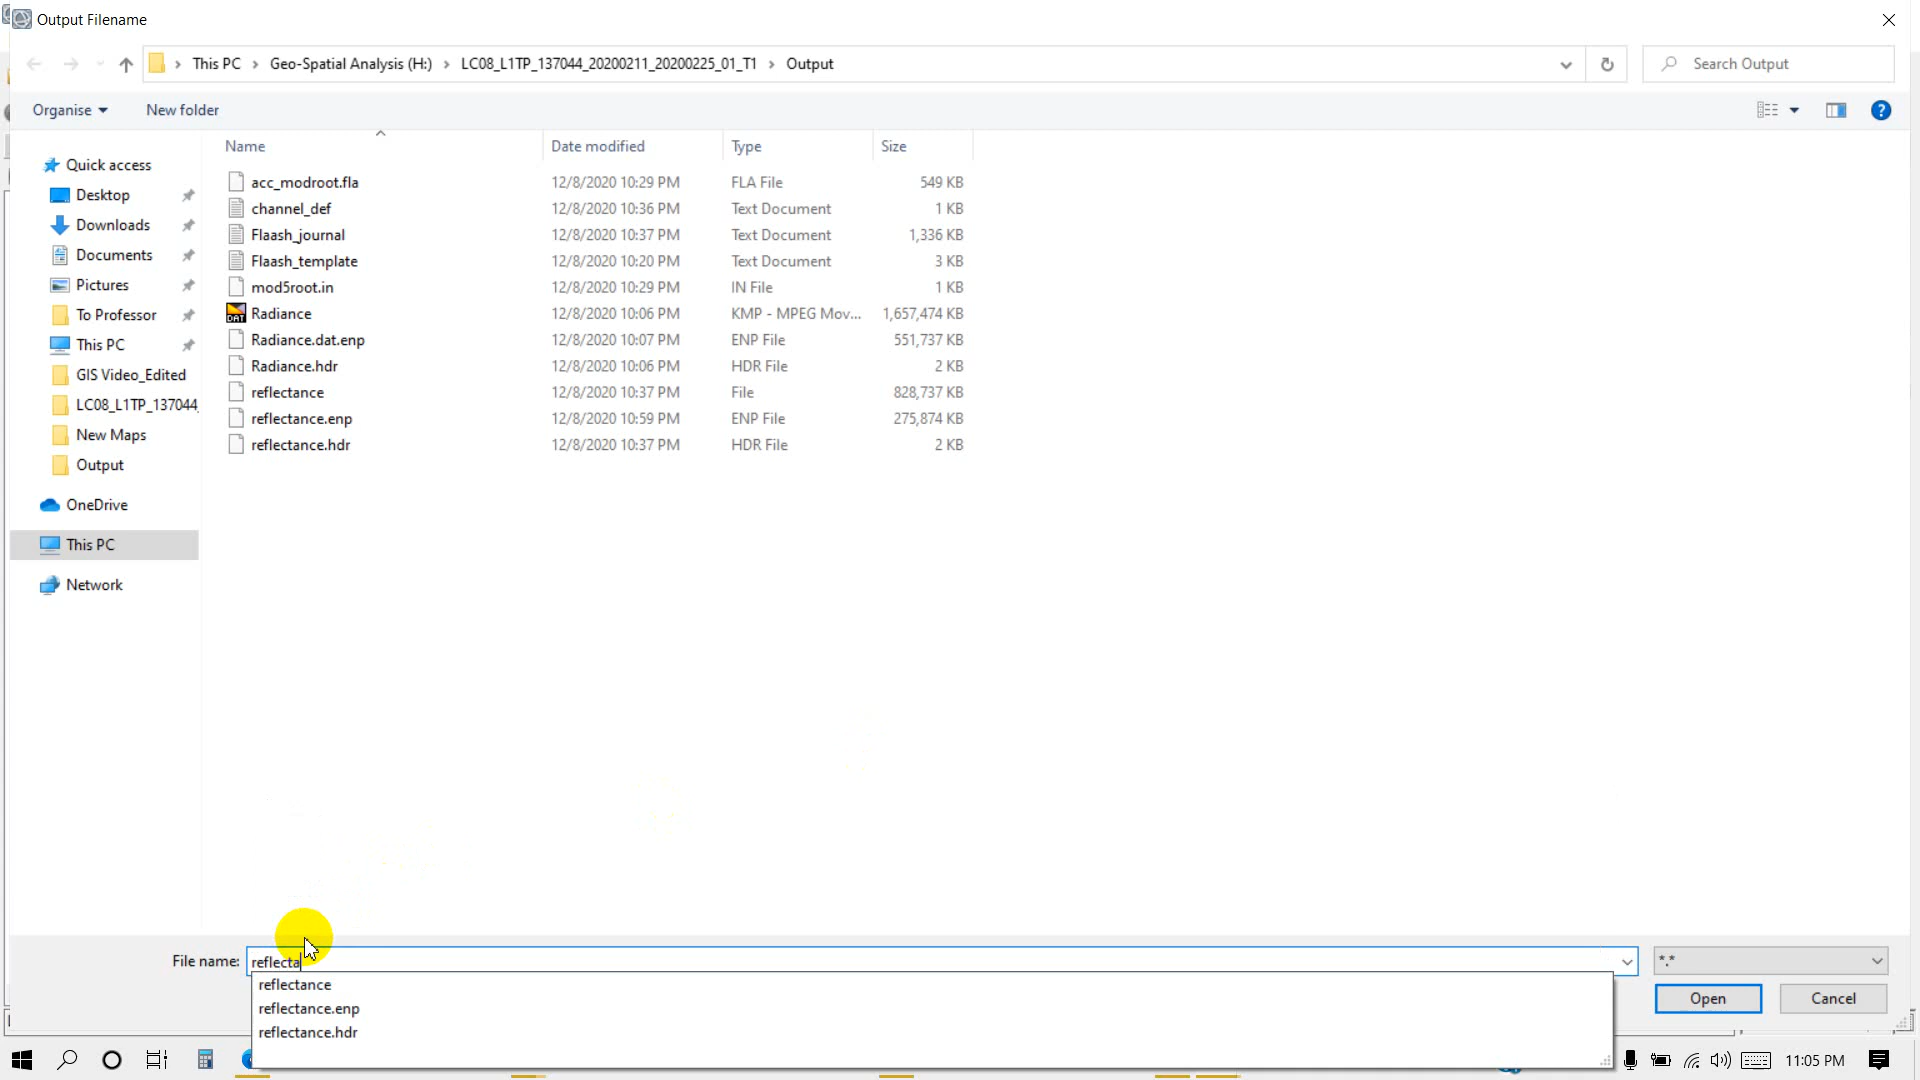 Output Filename
This PC > Geo-Spatial Analysis (H:) > LC08_L1TP_137044_20200211_20200225_01_T1 > Output
Search Output
Organise
New folder
Name Date modified Type Size
Quick access
Desktop
Downloads
Documents
Pictures
To Professor
This PC
GIS Video_Edited
LC08_L1TP_137044_
New Maps
Output
OneDrive
This PC
Network
acc_modroot.fla 12/8/2020 10:29 PM FLA File 549 KB
channel_def 12/8/2020 10:36 PM Text Document 1 KB
Flaash_journal 12/8/2020 10:37 PM Text Document 1,336 KB
Flaash_template 12/8/2020 10:20 PM Text Document 3 KB
mod5root.in 12/8/2020 10:29 PM IN File 1 KB
DAT Radiance 12/8/2020 10:06 PM KMP - MPEG Mov... 1,657,474 KB
Radiance.dat.enp 12/8/2020 10:07 PM ENP File 551,737 KB
Radiance.hdr 12/8/2020 10:06 PM HDR File 2 KB
reflectance 12/8/2020 10:37 PM File 828,737 KB
reflectance.enp 12/8/2020 10:59 PM ENP File 275,874 KB
reflectance.hdr 12/8/2020 10:37 PM HDR File 2 KB
File name: reflecta
*.*
reflectance
reflectance.enp
reflectance.hdr
Open
Cancel
11:05 PM